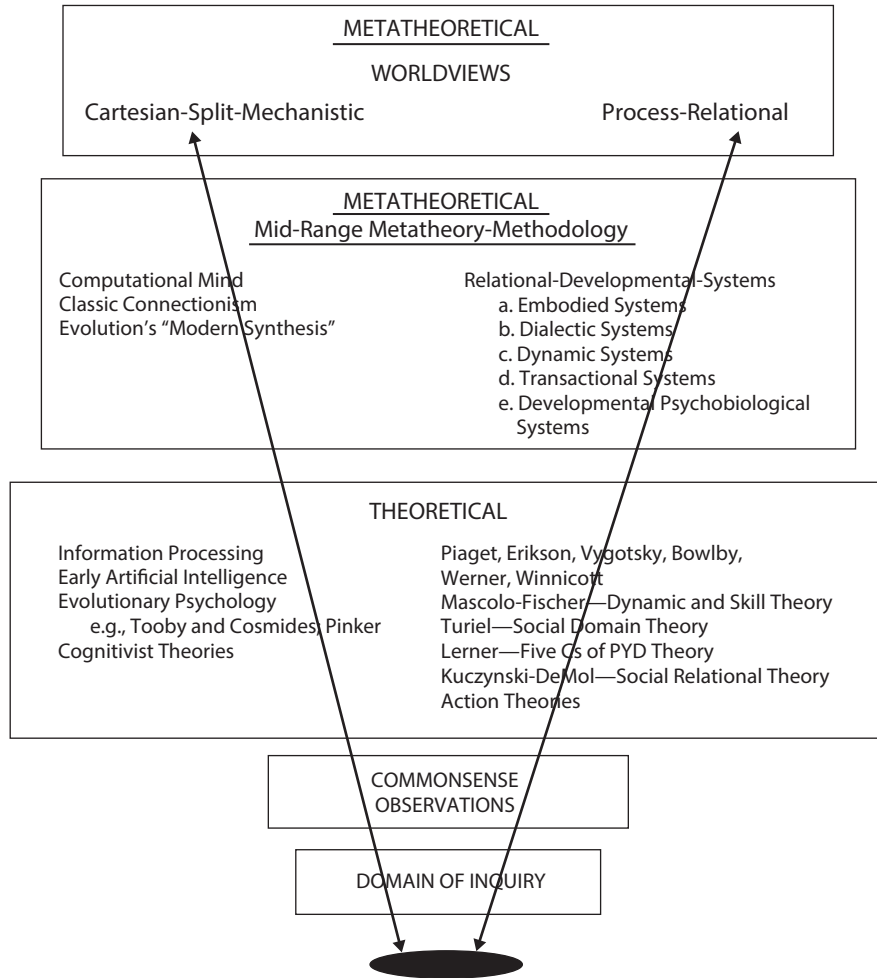 METATHEORETICAL
WORLDVIEWS
Cartesian-Split-Mechanistic
Process-Relational
METATHEORETICAL
Mid-Range Metatheory-Methodology
Computational Mind
Classic Connectionism
Evolution’s “Modern Synthesis”
Relational-Developmental-Systems
a. Embodied Systems
b. Dialectic Systems
c. Dynamic Systems
d. Transactional Systems
e. Developmental Psychobiological
Systems
THEORETICAL
Information Processing
Early Artificial Intelligence
Evolutionary Psychology
e.g., Tooby and Cosmides, Pinker
Cognitivist Theories
Piaget, Erikson, Vygotsky, Bowlby,
Werner, Winnicott
Mascolo-Fischer—Dynamic and Skill Theory
Turiel—Social Domain Theory
Lerner—Five Cs of PYD Theory
Kuczynski-DeMol—Social Relational Theory
Action Theories
COMMONSENSE
OBSERVATIONS
DOMAIN OF INQUIRY